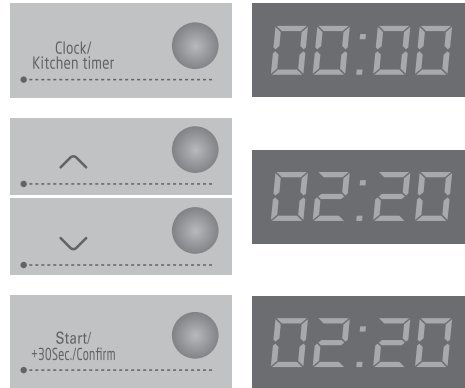 Clock/
Kitchen timer
00:00
02:20
Start/
+30Sec./Confirm
02:20